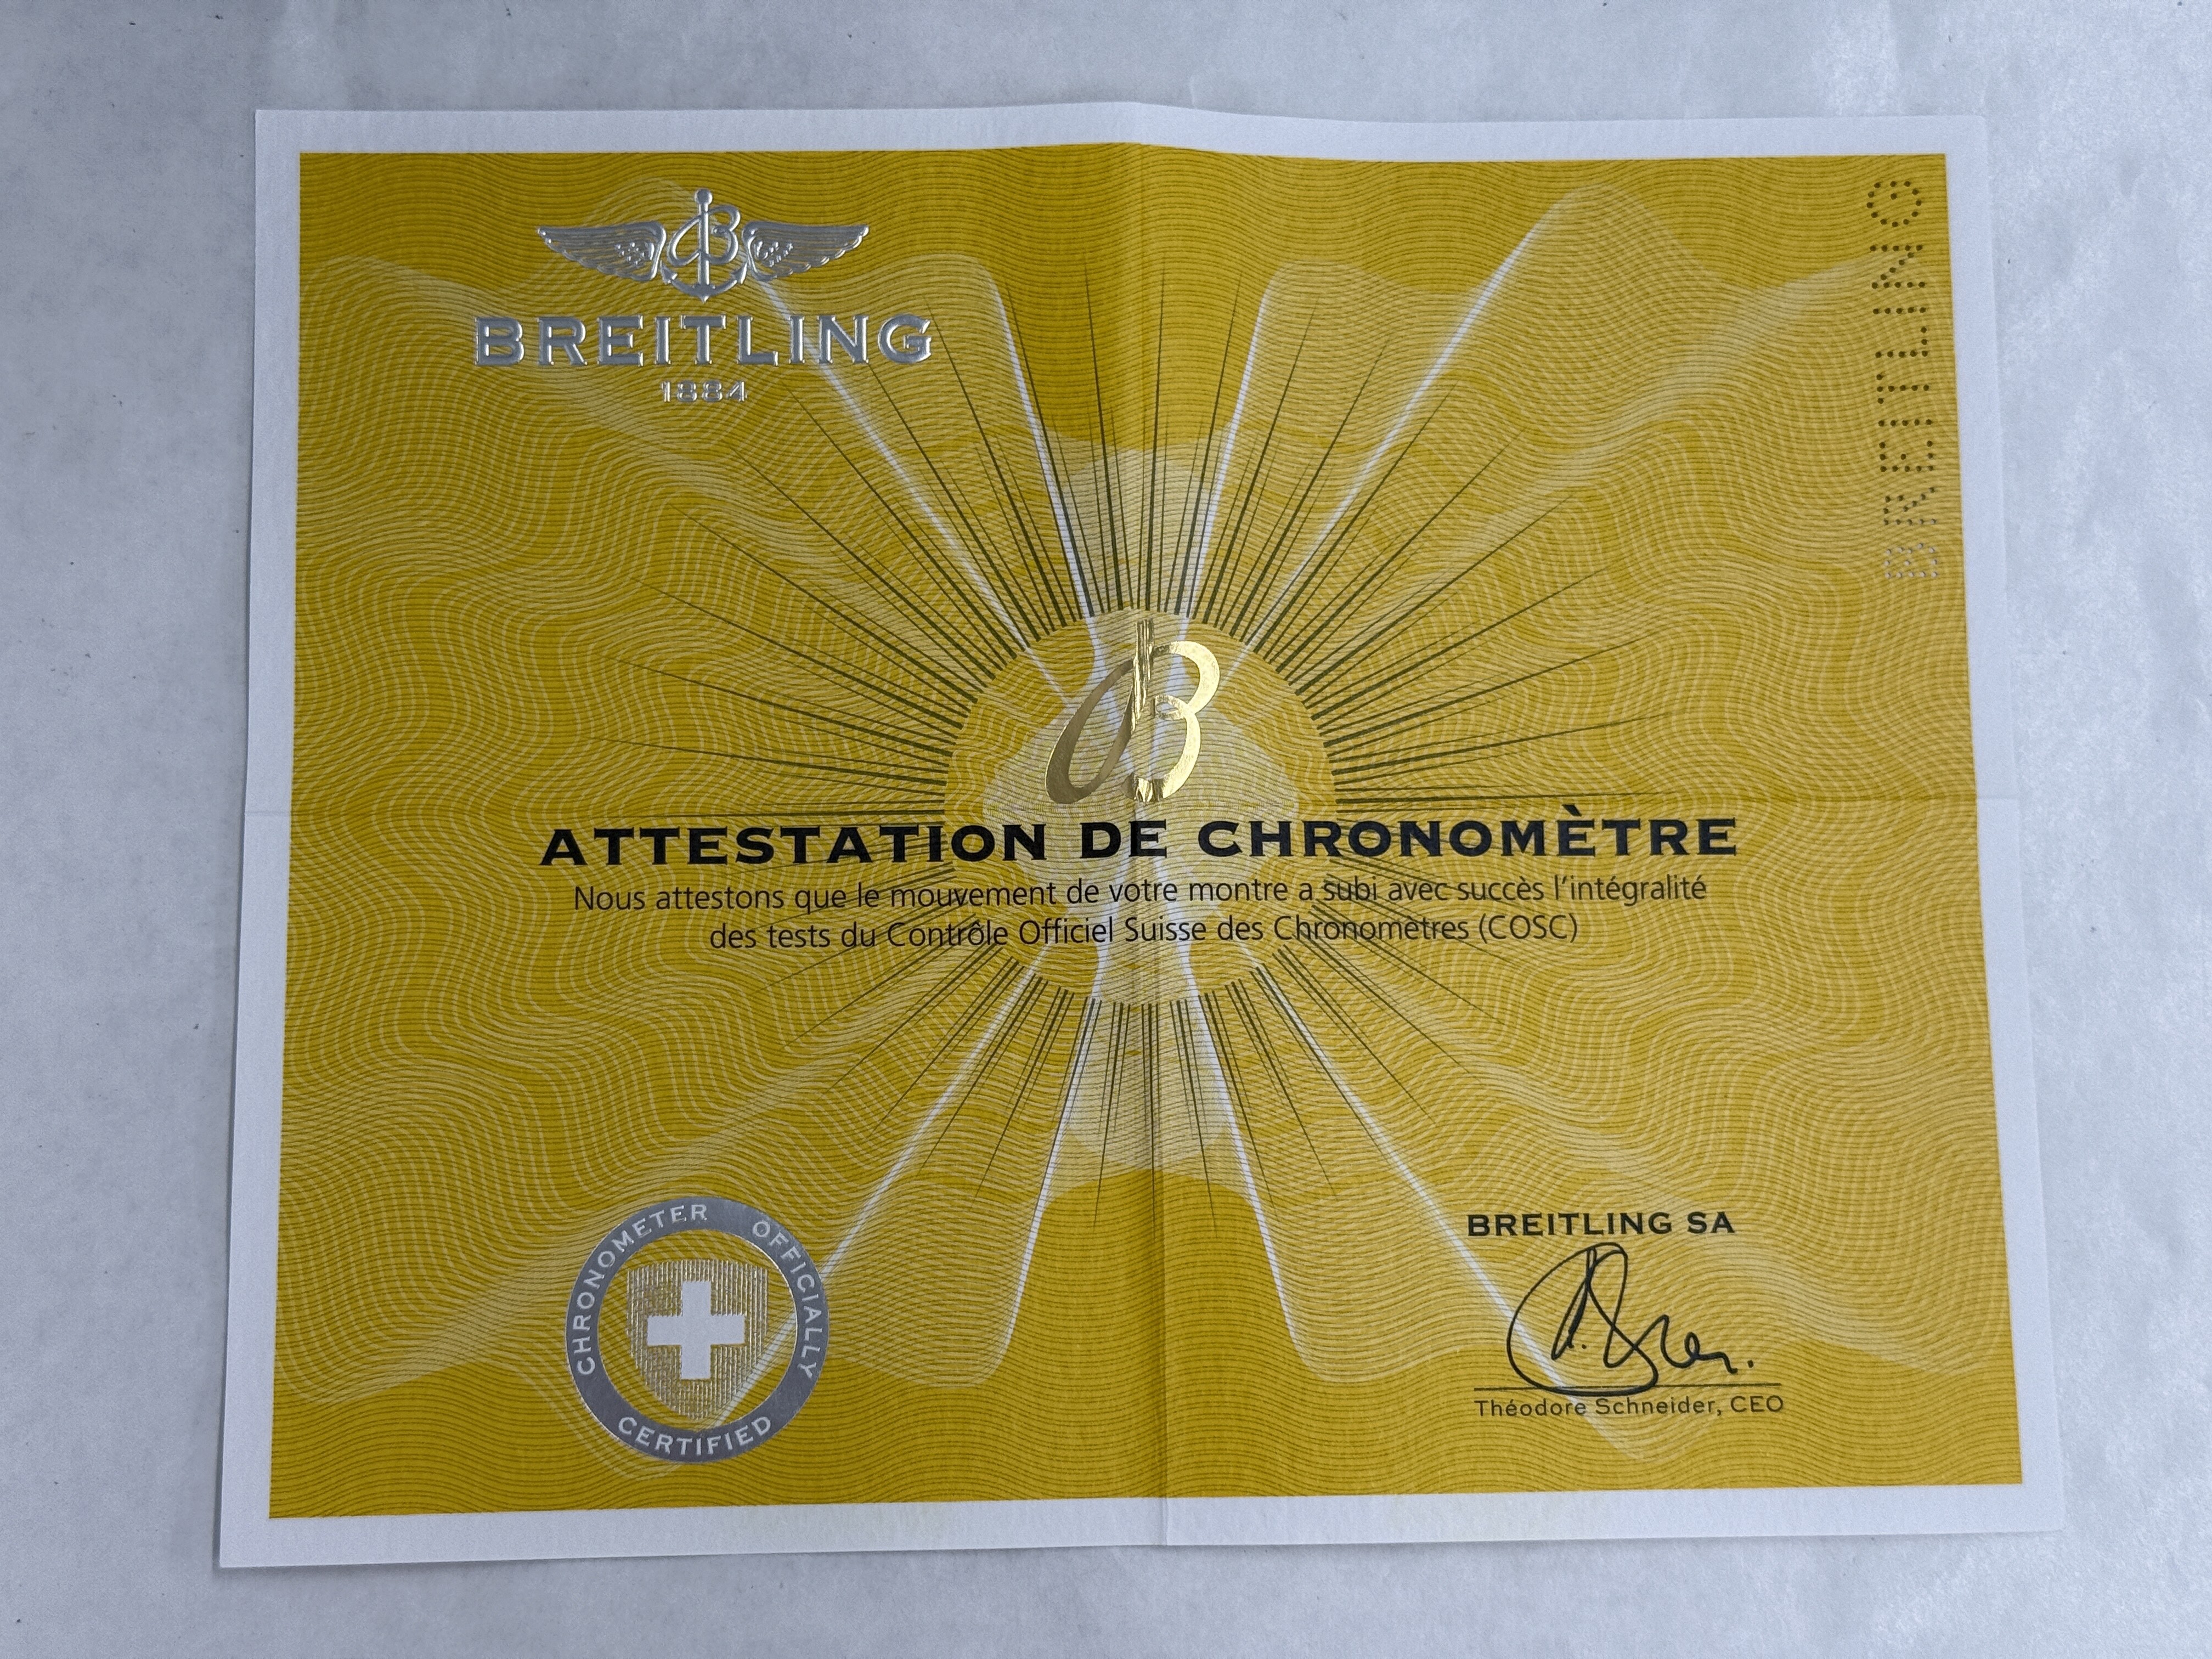 BREITLING
1884
BREITLING
B
ATTESTATION DE CHRONOMÈTRE
Nous attestons que le mouvement de votre montre a subi avec succès l'intégralité
des tests du Contrôle Officiel Suisse des Chronomètres (COSC)
CHRONOMETER OFFICIALLY
CERTIFIED
BREITLING SA
Théodore Schneider, CEO